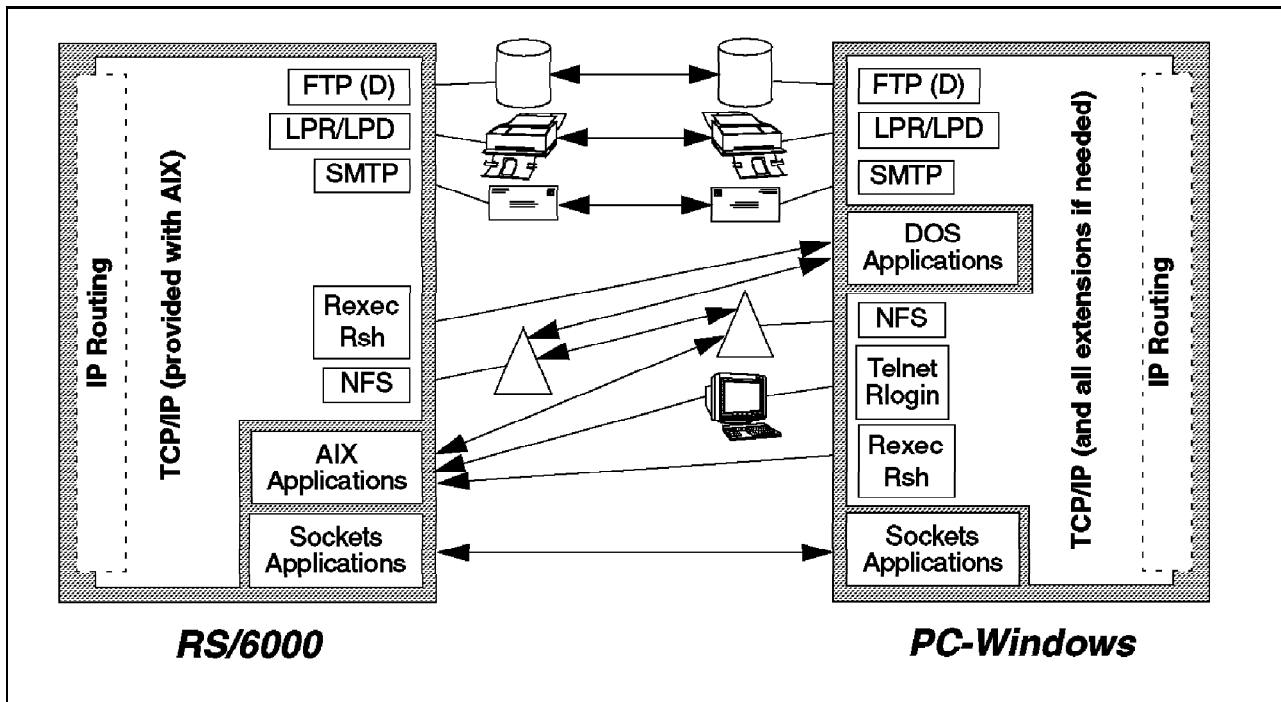 IP Routing
TCP/IP (provided with AIX)
FTP (D)
LPR/LPD
SMTP
Rexec
Rsh
NFS
AIX
Applications
Sockets
Applications
RS/6000
FTP (D)
LPR/LPD
SMTP
DOS
Applications
NFS
Telnet
Rlogin
Rexec
Rsh
Sockets
Applications
TCP/IP (and all extensions if needed)
IP Routing
PC-Windows